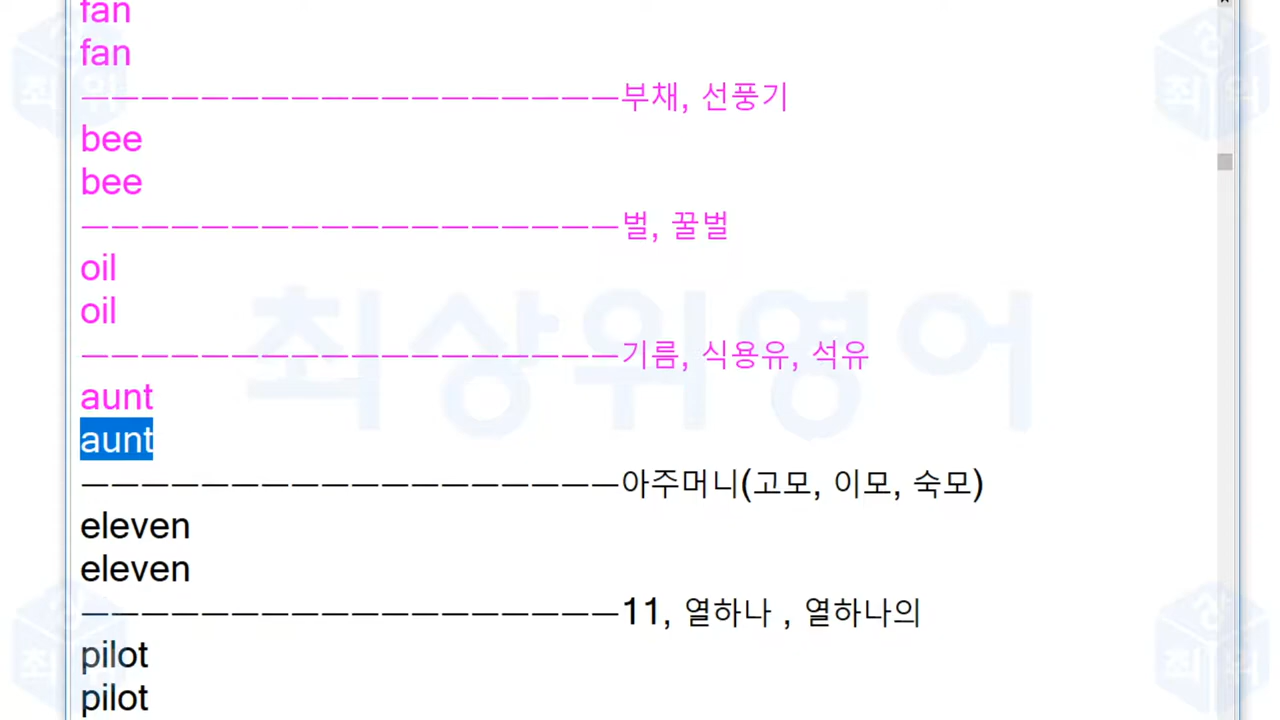 fan
fan
——————————————————부채, 선풍기
bee
bee
——————————————————벌, 꿀벌
oil
oil
——————————————————기름, 식용유, 석유
aunt
aunt
——————————————————아주머니(고모, 이모, 숙모)
eleven
eleven
——————————————————11, 열하나 , 열하나의
pilot
pilot
최상위영어